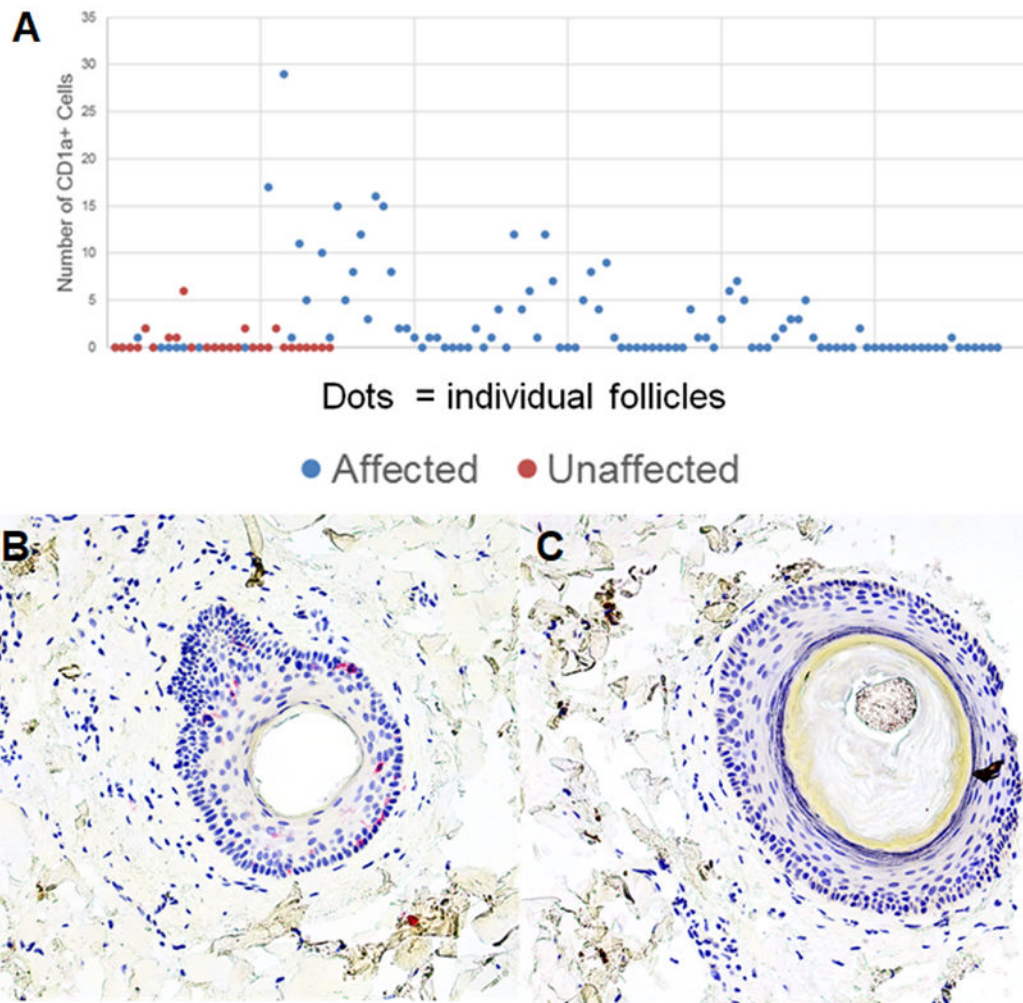 A
35
30
25
20
15
10
5
0
Number of CD1a+ Cells
Dots = individual follicles
Affected Unaffected
B
C